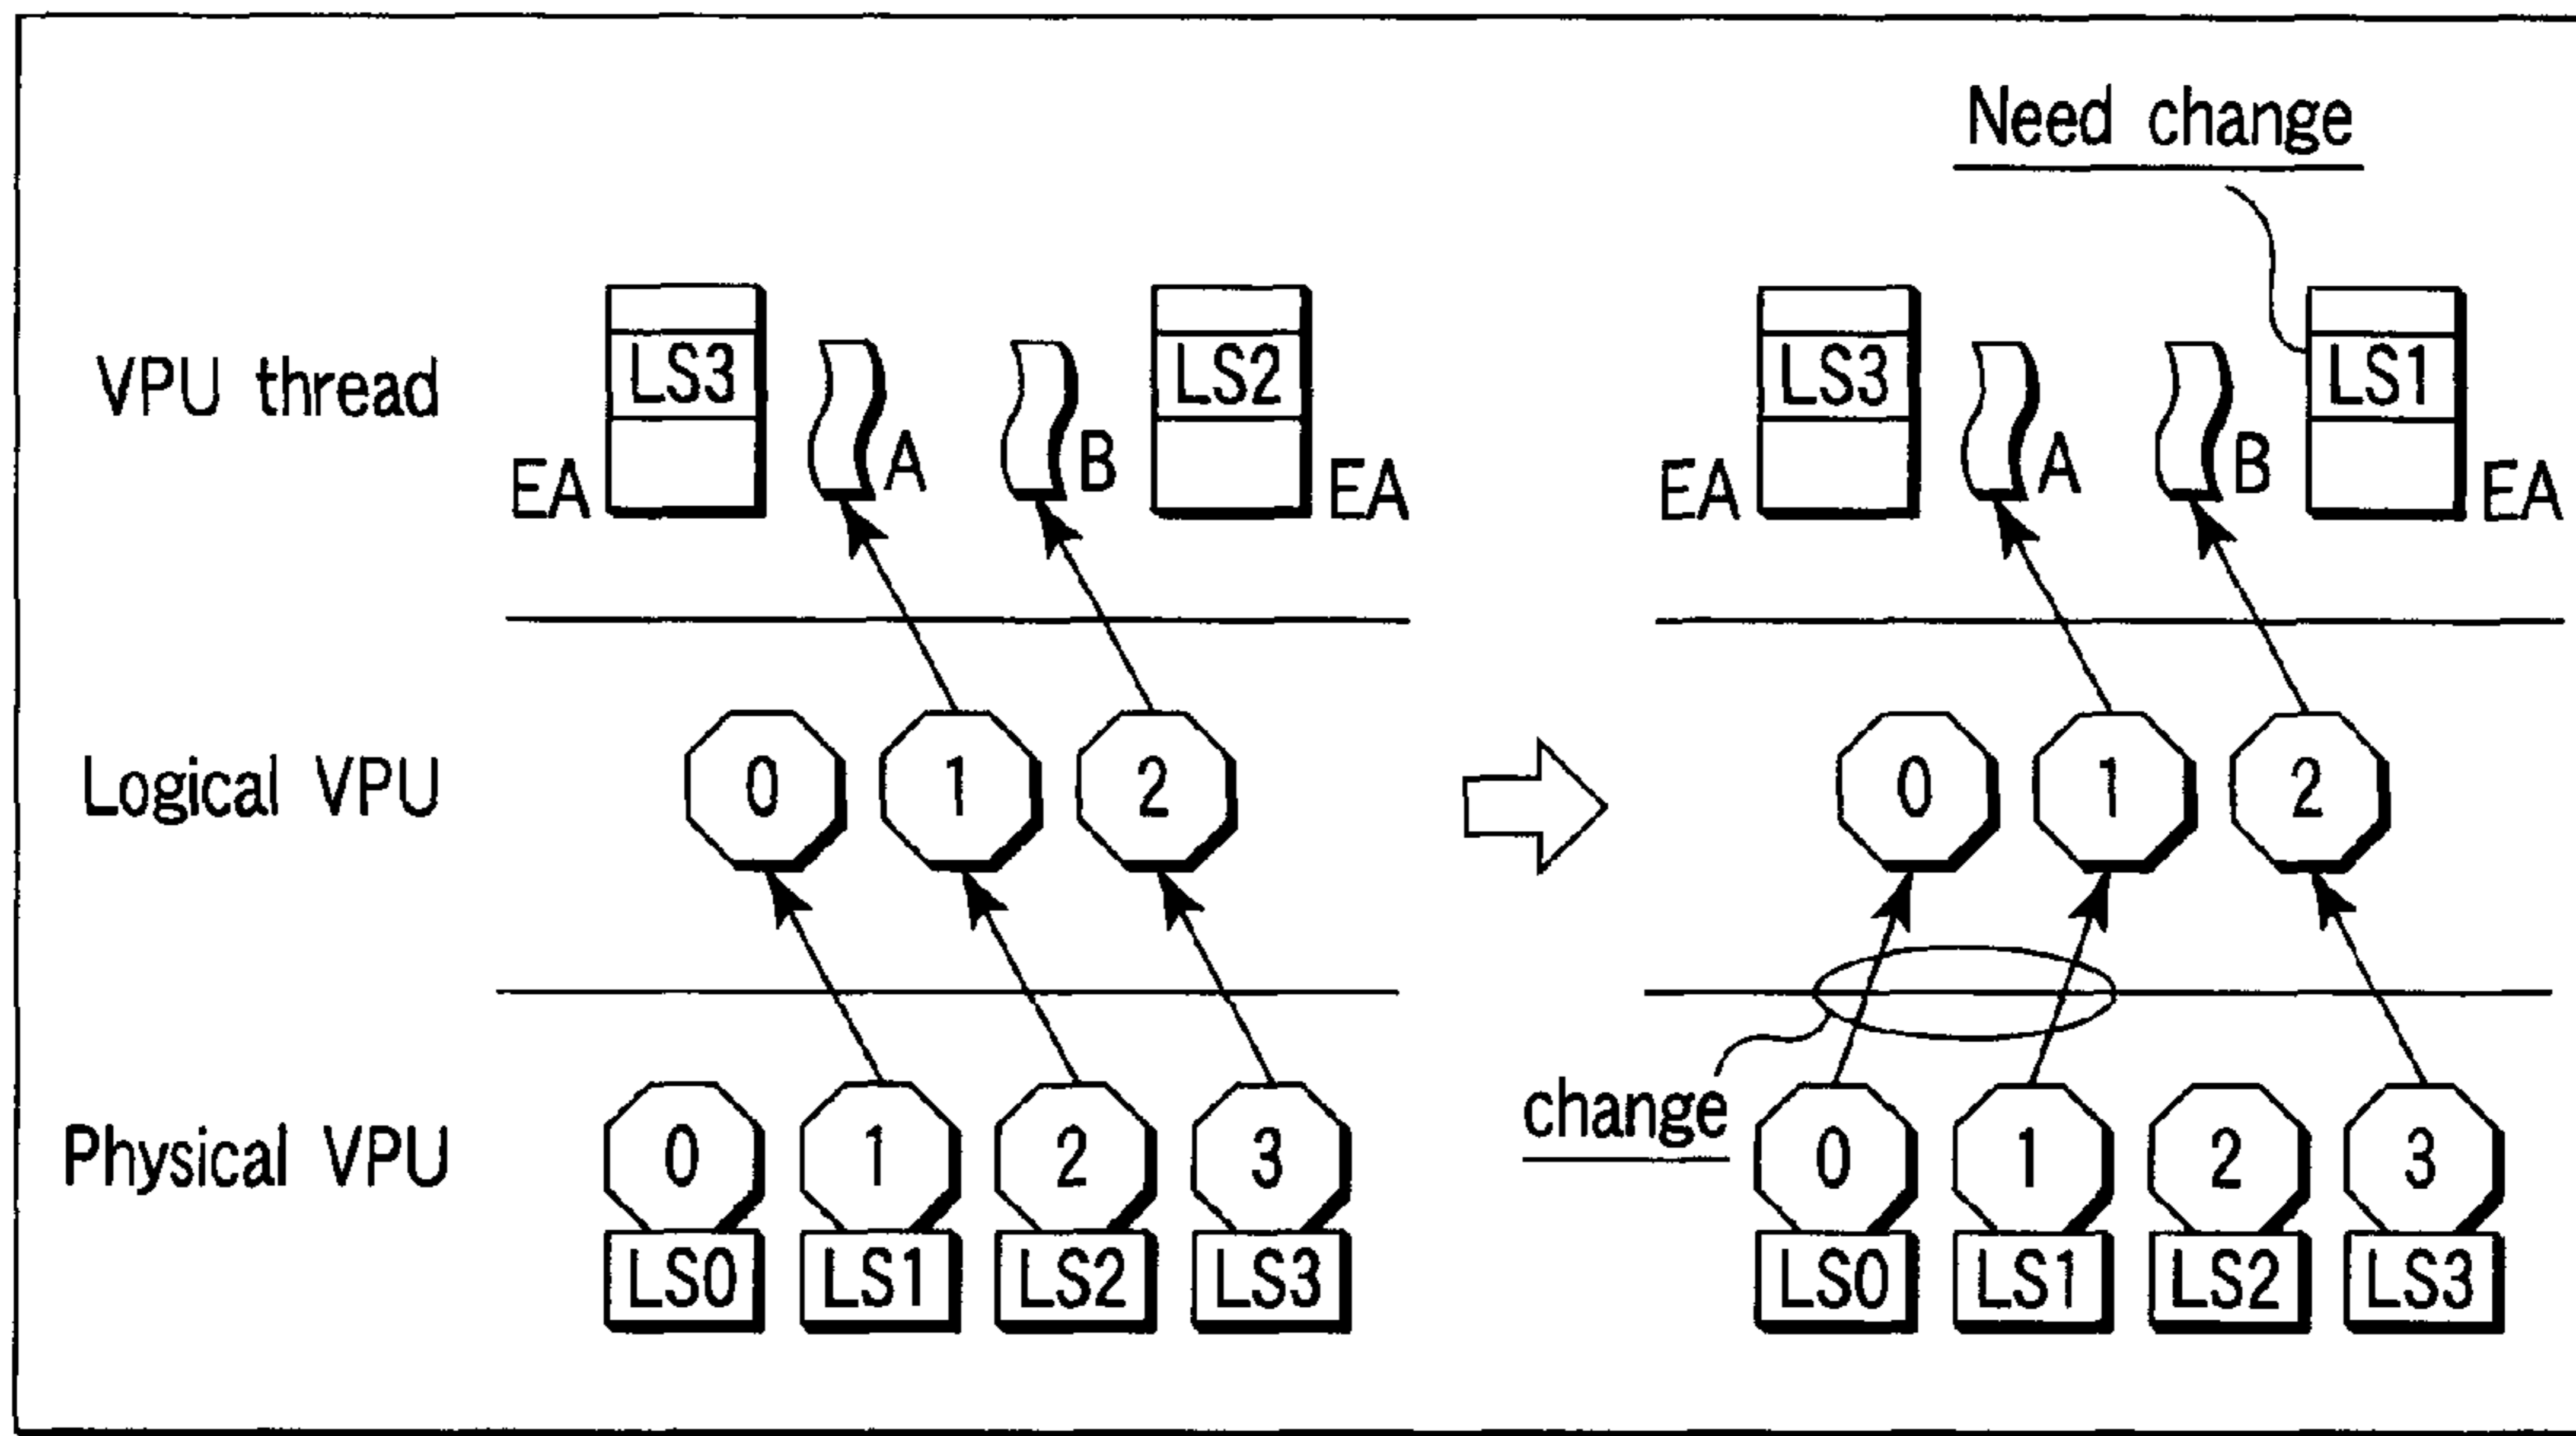 Need change
VPU thread
LS3
A
B
LS2
EA
EA
LS3
A
B
LS1
EA
EA
Logical VPU
0
1
2
0
1
2
change
Physical VPU
0
1
2
3
LS0
LS1
LS2
LS3
0
1
2
3
LS0
LS1
LS2
LS3